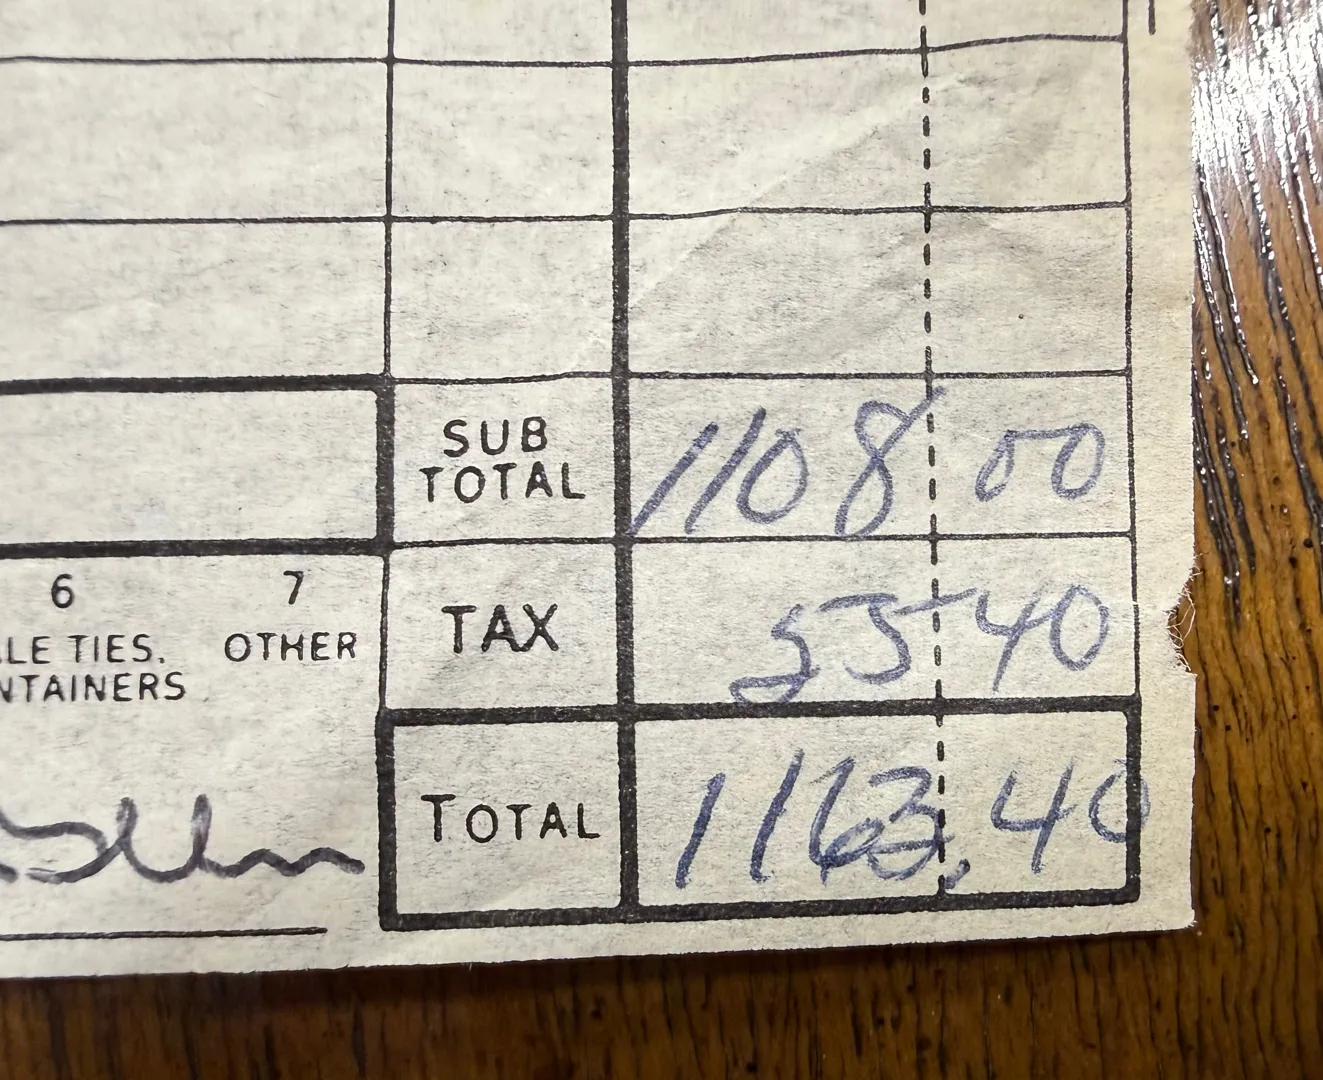 SUB TOTAL 1108 00
6 7
LE TIES, OTHER
NTAINERS
TAX 55 40
TOTAL 1163.40